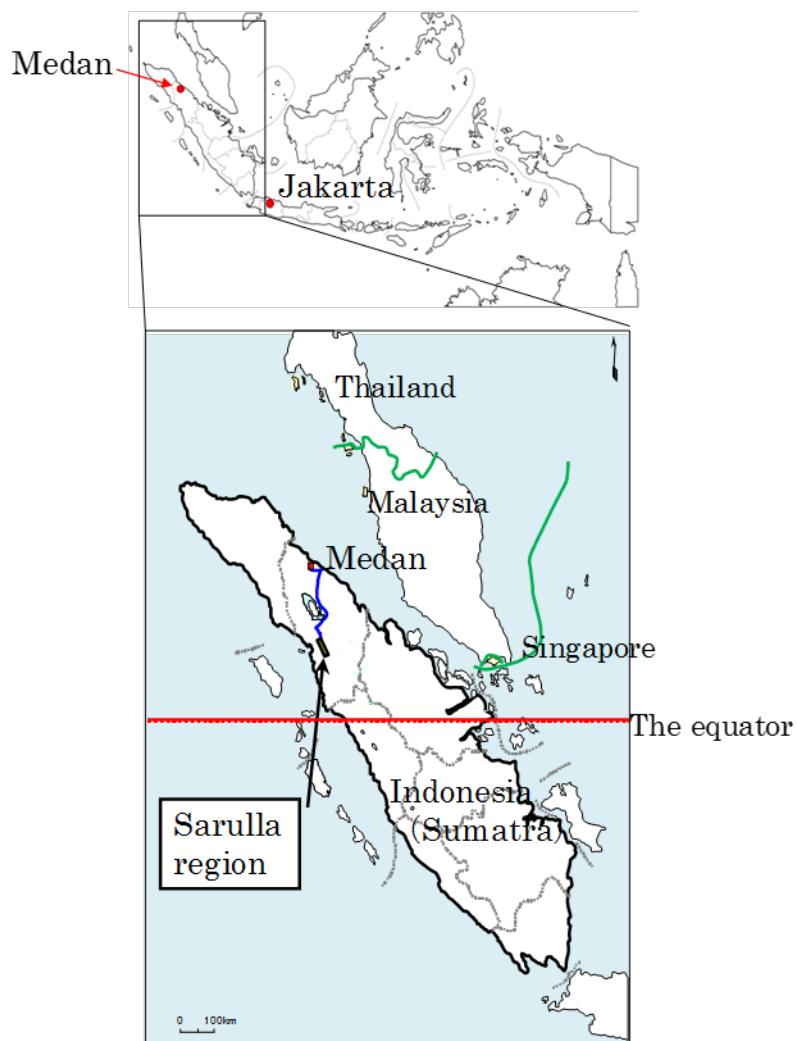 Medan
Jakarta
Thailand
Malaysia
Medan
Singapore
The equator
Indonesia
(Sumatra)
Sarulla
region
0 100km